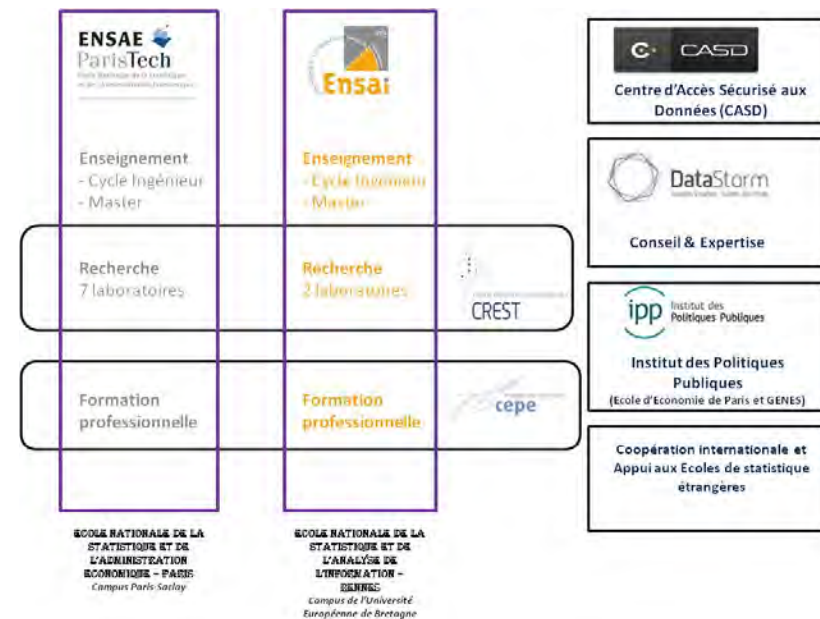 ENSAE
ParisTech
Enseignement
- Cycle Ingénieur
- Master
Recherche
7 laboratoires
Formation
professionnelle
ECOLE NATIONALE DE LA
STATISTIQUE ET DE
L'ADMINISTRATION
ECONOMIQUE – PARIS
Campus Paris-Saclay
Ensai
Enseignement
- Cycle Ingénieur
- Master
Recherche
2 laboratoires
Formation
professionnelle
ECOLE NATIONALE DE LA
STATISTIQUE ET DE
L'ANALYSE DE
L'INFORMATION –
RENNES
Campus de l'Université
Européenne de Bretagne
CREST
cepe
CASD
Centre d'Accès Sécurisé aux
Données (CASD)
DataStorm
Conseil & Expertise
ipp
Institut des
Politiques Publiques
Institut des Politiques
Publiques
(Ecole d'Economie de Paris et GENES)
Coopération internationale et
Appui aux Ecoles de statistique
étrangères